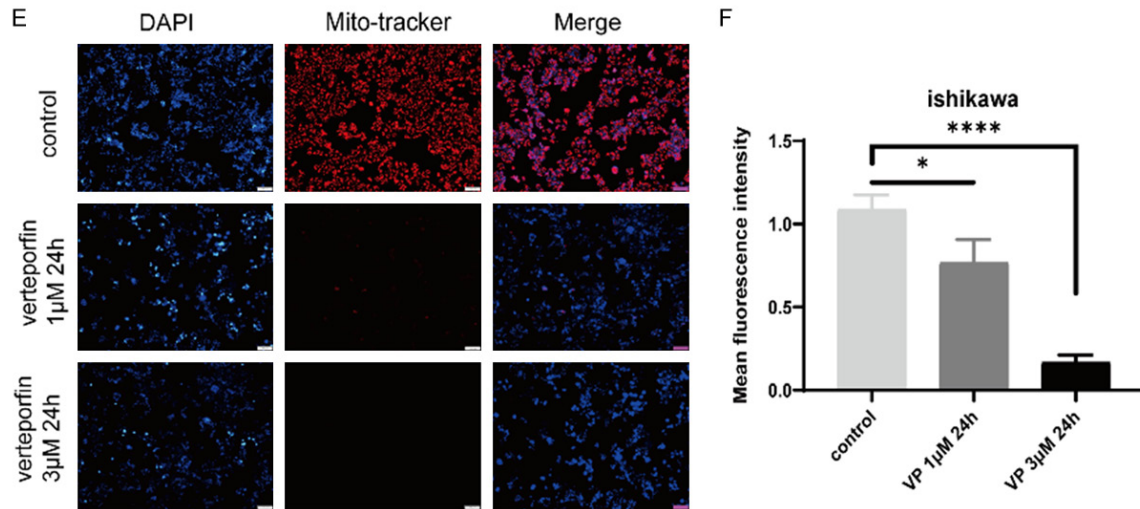 E
DAPI
Mito-tracker
Merge
control
verteporfin
1μM 24h
verteporfin
3μM 24h
F
ishikawa
****
*
Mean fluorescence intensity
1.5
1.0
0.5
0.0
control
VP 1μM 24h
VP 3μM 24h